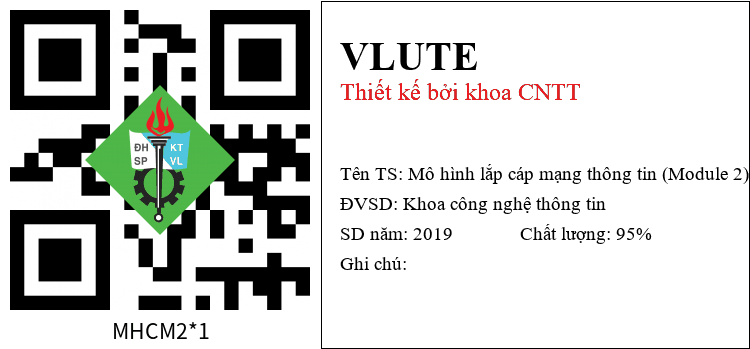 ĐH KT
SP VL
MHCM2*1
VLUTE
Thiết kế bởi khoa CNTT
Tên TS: Mô hình lắp cáp mạng thông tin (Module 2)
ĐVSD: Khoa công nghệ thông tin
SD năm: 2019 Chất lượng: 95%
Ghi chú: